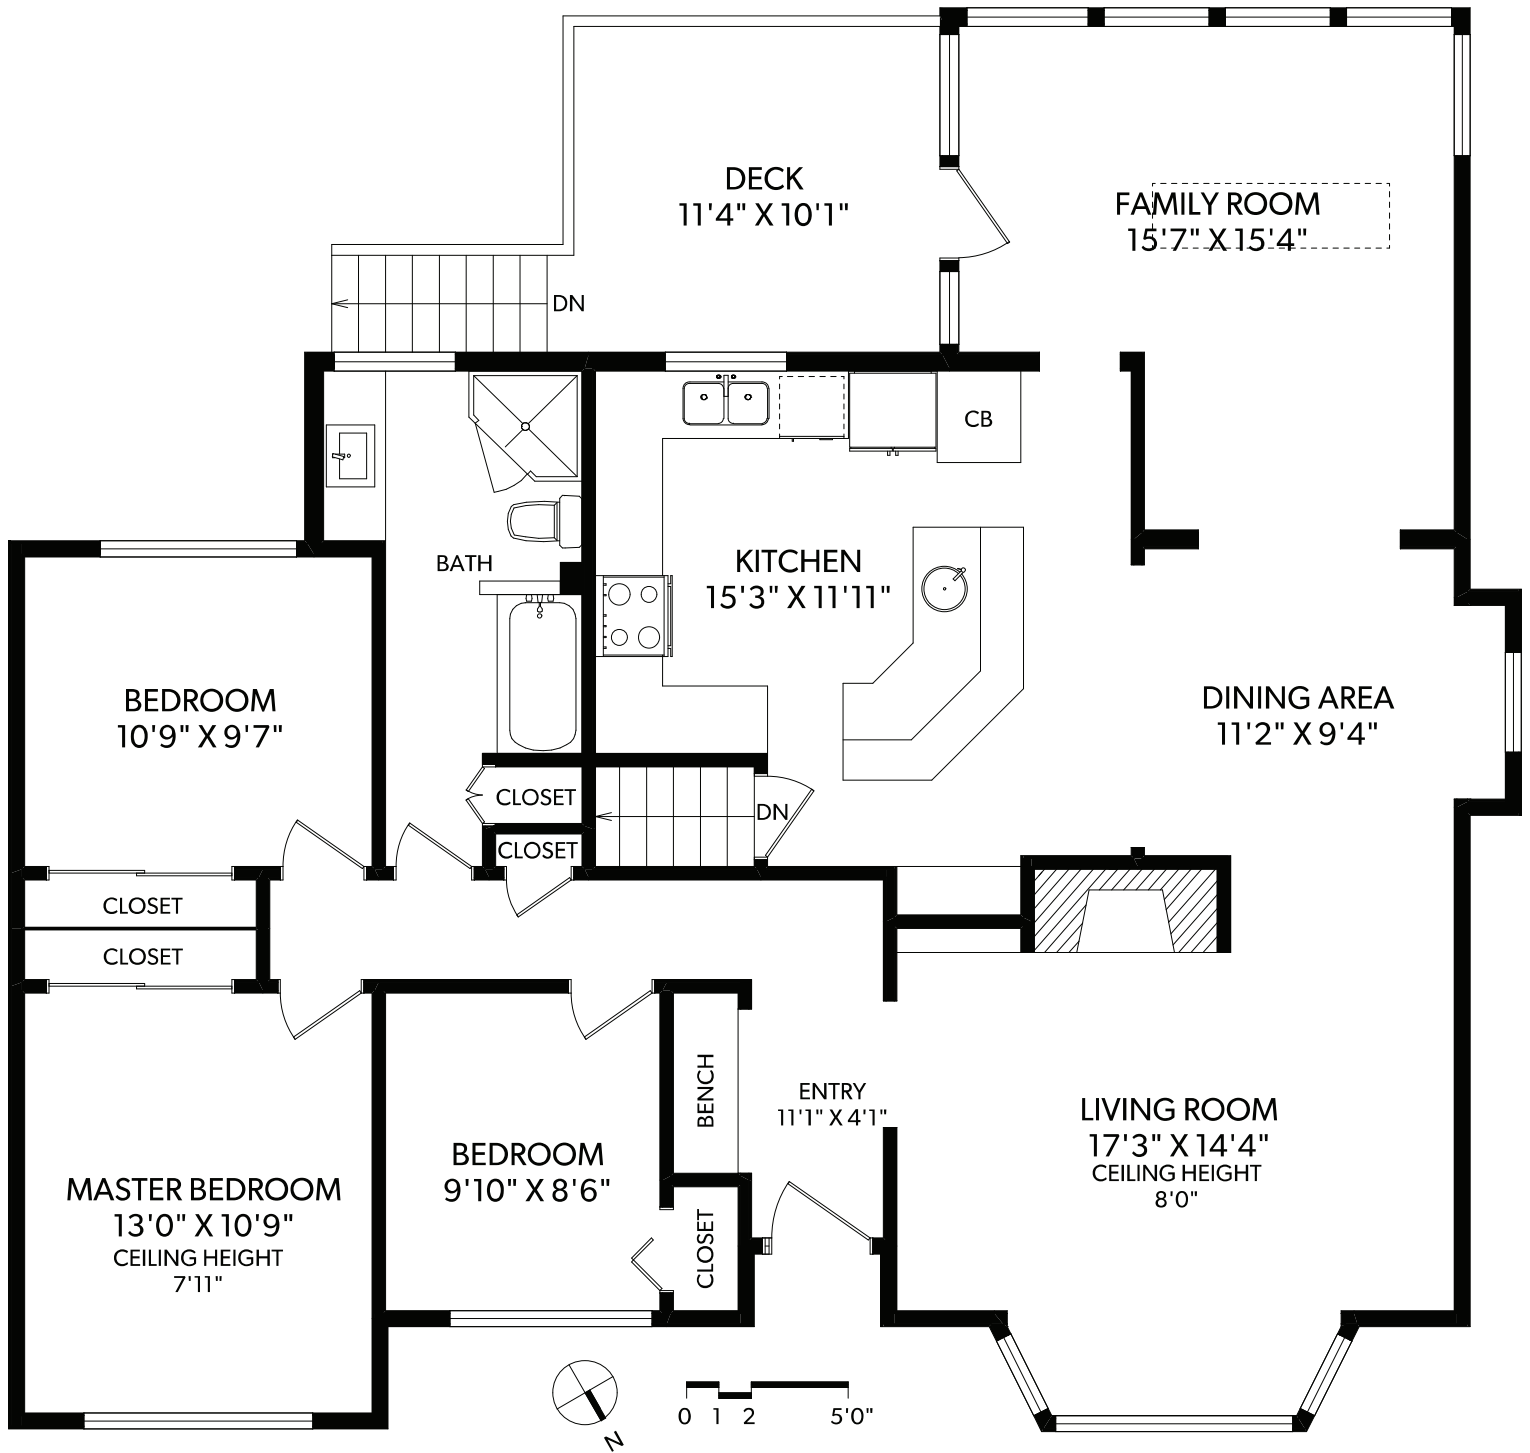 DECK
11'4" X 10'1"
FAMILY ROOM
15'7" X 15'4"
DN
CB
BATH
KITCHEN
15'3" X 11'11"
BEDROOM
10'9" X 9'7"
DINING AREA
11'2" X 9'4"
CLOSET
DN
CLOSET
CLOSET
CLOSET
BENCH
ENTRY
11'1" X 4'1"
LIVING ROOM
17'3" X 14'4"
CEILING HEIGHT
8'0"
BEDROOM
9'10" X 8'6"
MASTER BEDROOM
13'0" X 10'9"
CEILING HEIGHT
7'11"
CLOSET
N
0 1 2 5'0"